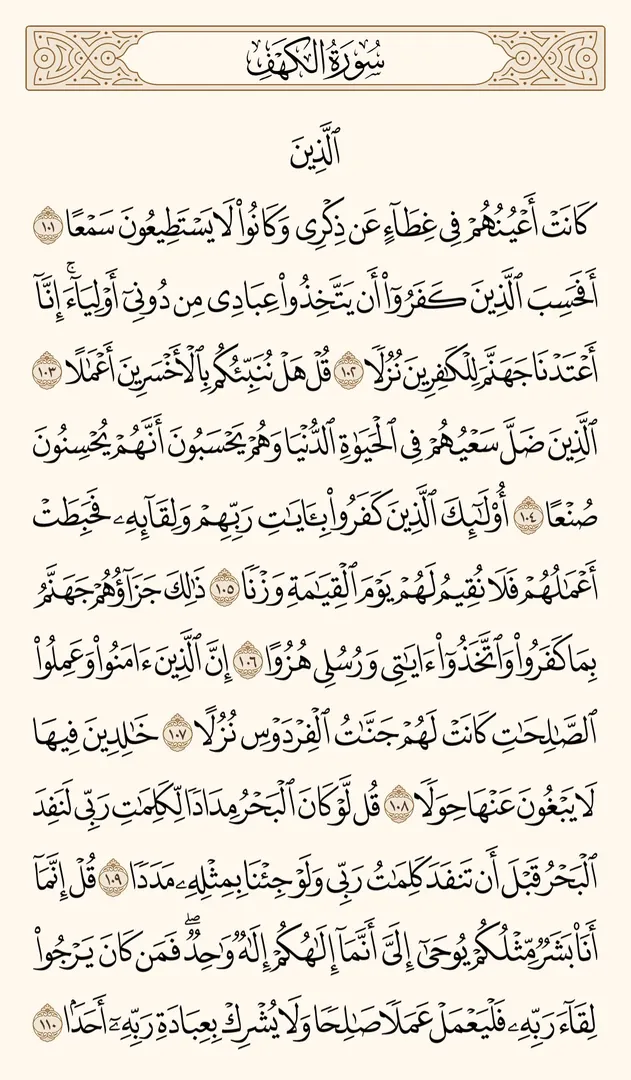 سُورَةُ الكَهۡفِ
ٱلَّذِينَ
كَانَتۡ أَعۡيُنُهُمۡ فِي غِطَآءٍ عَن ذِكۡرِي وَكَانُواْ لَا يَسۡتَطِيعُونَ سَمۡعًا ١٠١
أَفَحَسِبَ ٱلَّذِينَ كَفَرُوٓاْ أَن يَتَّخِذُواْ عِبَادِي مِن دُونِيٓ أَوۡلِيَآءَۚ إِنَّآ
أَعۡتَدۡنَا جَهَنَّمَ لِلۡكَٰفِرِينَ نُزُلٗا ١٠٢ قُلۡ هَلۡ نُنَبِّئُكُم بِٱلۡأَخۡسَرِينَ أَعۡمَٰلًا ١٠٣
ٱلَّذِينَ ضَلَّ سَعۡيُهُمۡ فِي ٱلۡحَيَوٰةِ ٱلدُّنۡيَا وَهُمۡ يَحۡسَبُونَ أَنَّهُمۡ يُحۡسِنُونَ
صُنۡعًا ١٠٤ أُوْلَٰٓئِكَ ٱلَّذِينَ كَفَرُواْ بِـَٔايَٰتِ رَبِّهِمۡ وَلِقَآئِهِۦ فَحَبِطَتۡ
أَعۡمَٰلُهُمۡ فَلَا نُقِيمُ لَهُمۡ يَوۡمَ ٱلۡقِيَٰمَةِ وَزۡنٗا ١٠٥ ذَٰلِكَ جَزَآؤُهُمۡ جَهَنَّمُ
بِمَا كَفَرُواْ وَٱتَّخَذُوٓاْ ءَايَٰتِي وَرُسُلِي هُزُوًا ١٠٦ إِنَّ ٱلَّذِينَ ءَامَنُواْ وَعَمِلُواْ
ٱلصَّٰلِحَٰتِ كَانَتۡ لَهُمۡ جَنَّٰتُ ٱلۡفِرۡدَوۡسِ نُزُلًا ١٠٧ خَٰلِدِينَ فِيهَا
لَا يَبۡغُونَ عَنۡهَا حِوَلٗا ١٠٨ قُل لَّوۡ كَانَ ٱلۡبَحۡرُ مِدَادٗا لِّكَلِمَٰتِ رَبِّي لَنَفِدَ
ٱلۡبَحۡرُ قَبۡلَ أَن تَنفَدَ كَلِمَٰتُ رَبِّي وَلَوۡ جِئۡنَا بِمِثۡلِهِۦ مَدَدٗا ١٠٩ قُلۡ إِنَّمَآ
أَنَا۠ بَشَرٞ مِّثۡلُكُمۡ يُوحَىٰٓ إِلَيَّ أَنَّمَآ إِلَٰهُكُمۡ إِلَٰهٞ وَٰحِدٞۖ فَمَن كَانَ يَرۡجُواْ
لِقَآءَ رَبِّهِۦ فَلۡيَعۡمَلۡ عَمَلٗا صَٰلِحٗا وَلَا يُشۡرِكۡ بِعِبَادَةِ رَبِّهِۦٓ أَحَدَۢا ١١٠